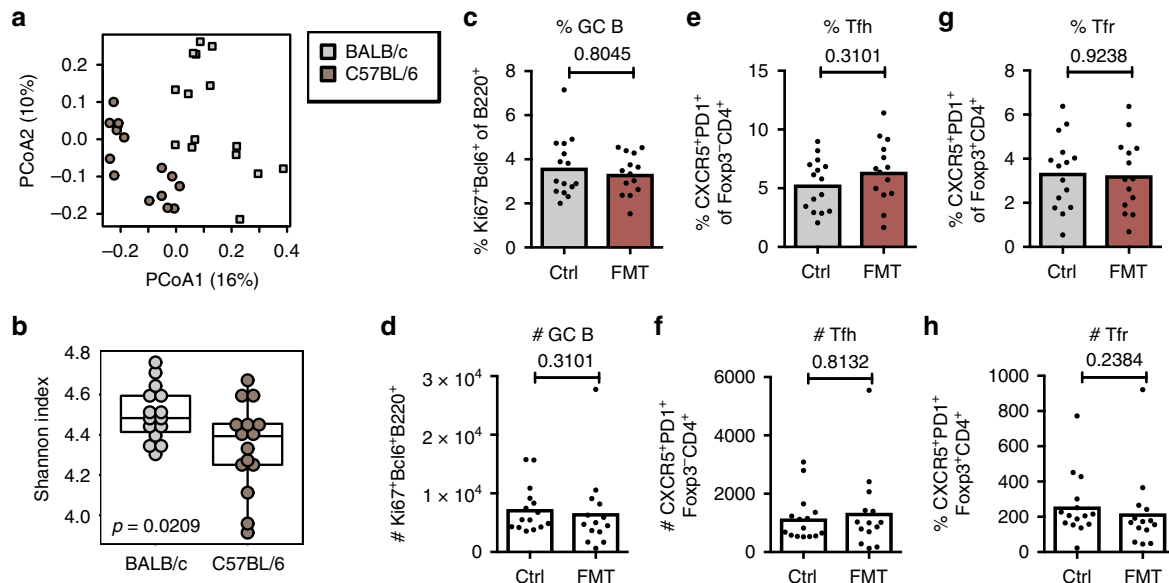 a
PCoA2 (10%)
0.2
0.1
0.0
−0.1
−0.2
−0.2 0.0 0.2 0.4
PCoA1 (16%)
BALB/c
C57BL/6
b
Shannon index
4.8
4.6
4.4
4.2
4.0
p = 0.0209
BALB/c C57BL/6
c
% GC B
0.8045
% Ki67⁺Bcl6⁺ of B220⁺
8
6
4
2
0
Ctrl FMT
d
# GC B
0.3101
# Ki67⁺Bcl6⁺B220⁺
3 × 10⁴
2 × 10⁴
1 × 10⁴
0
Ctrl FMT
e
% Tfh
0.3101
% CXCR5⁺PD1⁺
of Foxp3⁻CD4⁺
15
10
5
0
Ctrl FMT
f
# Tfh
0.8132
# CXCR5⁺PD1⁺
Foxp3⁻CD4⁺
6000
4000
2000
0
Ctrl FMT
g
% Tfr
0.9238
% CXCR5⁺PD1⁺
of Foxp3⁺CD4⁺
8
6
4
2
0
Ctrl FMT
h
# Tfr
0.2384
% CXCR5⁺PD1⁺
Foxp3⁺CD4⁺
1000
800
600
400
200
0
Ctrl FMT